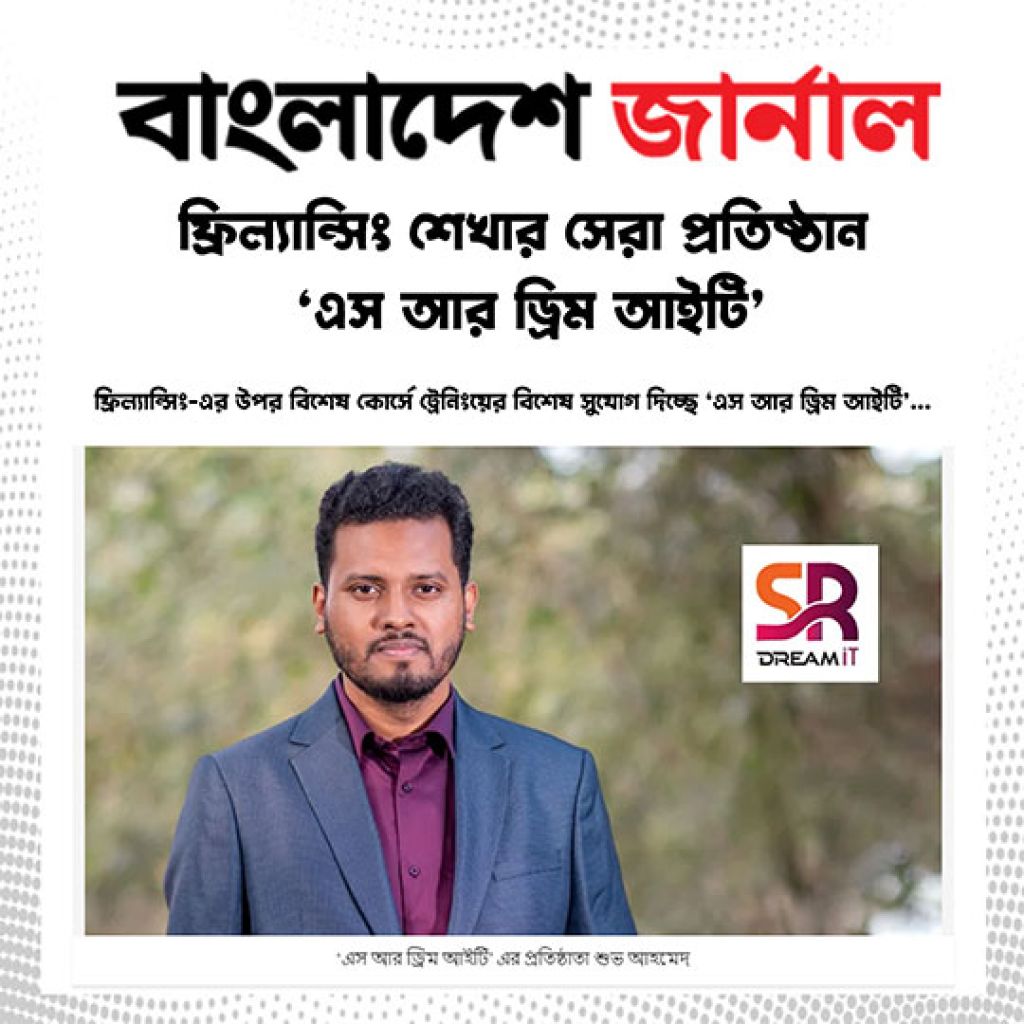 বাংলাদেশ জার্নাল
ফ্রিল্যান্সিং শেখার সেরা প্রতিষ্ঠান
‘এস আর ড্রিম আইটি’
ফ্রিল্যান্সিং-এর উপর বিশেষ কোর্সে ট্রেনিংয়ের বিশেষ সুযোগ দিচ্ছে ‘এস আর ড্রিম আইটি’...
SR
DREAM IT
‘এস আর ড্রিম আইটি’ এর প্রতিষ্ঠাতা শুভ আহমেদ